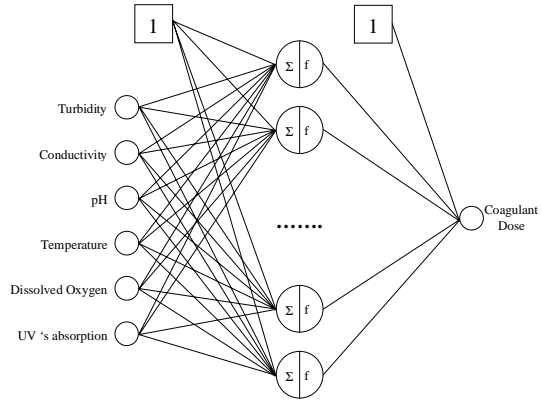 1
1
Σ f
Turbidity
Σ f
Conductivity
pH
Coagulant
Dose
.......
Temperature
Dissolved Oxygen
Σ f
UV ‘s absorption
Σ f